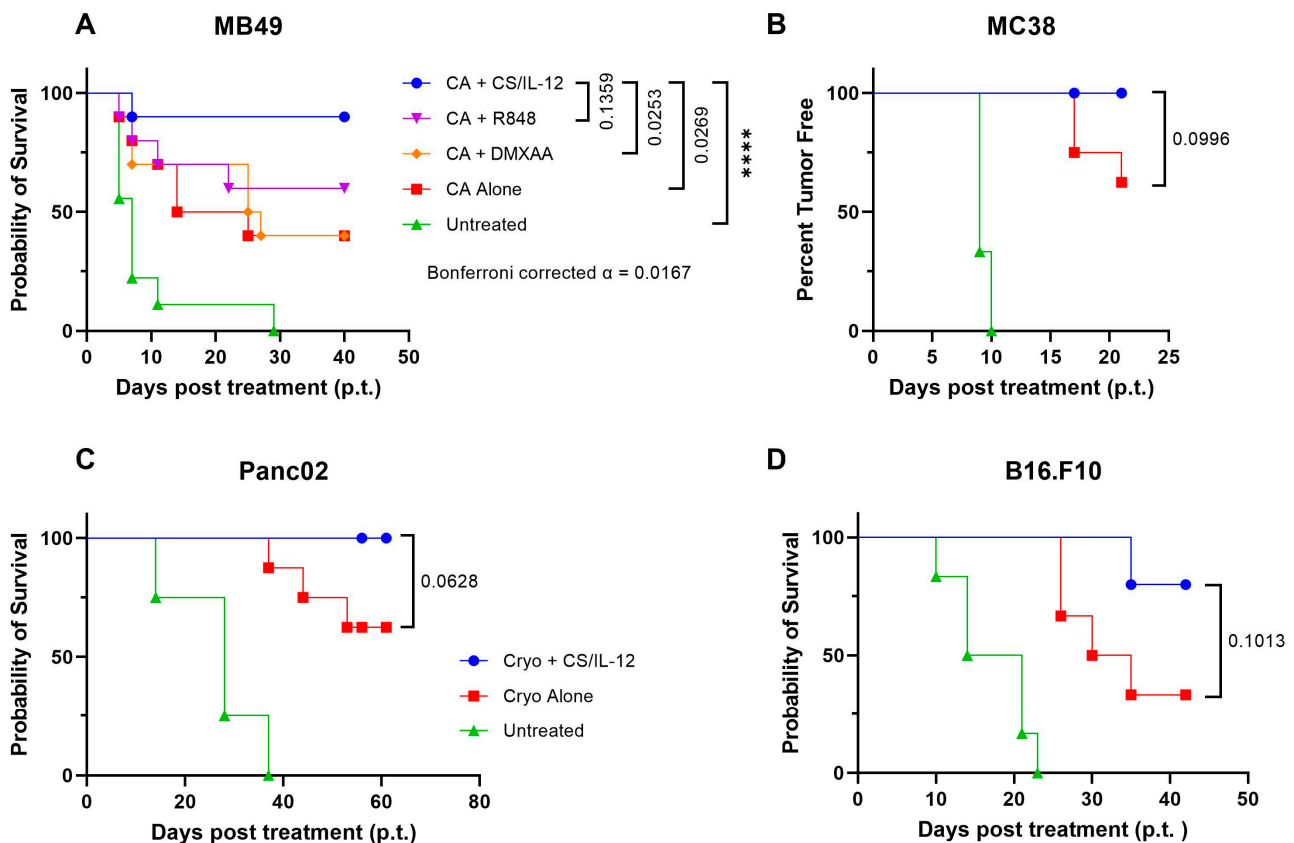 A
MB49
Probability of Survival
100
50
0
0 10 20 30 40 50
Days post treatment (p.t.)
CA + CS/IL-12
CA + R848
CA + DMXAA
CA Alone
Untreated
0.1359
0.0253
0.0269
****
Bonferroni corrected α = 0.0167
B
MC38
Percent Tumor Free
100
50
0
0 5 10 15 20 25
Days post treatment (p.t.)
0.0996
C
Panc02
Probability of Survival
100
50
0
0 20 40 60 80
Days post treatment (p.t.)
0.0628
Cryo + CS/IL-12
Cryo Alone
Untreated
D
B16.F10
Probability of Survival
100
50
0
0 10 20 30 40 50
Days post treatment (p.t. )
0.1013